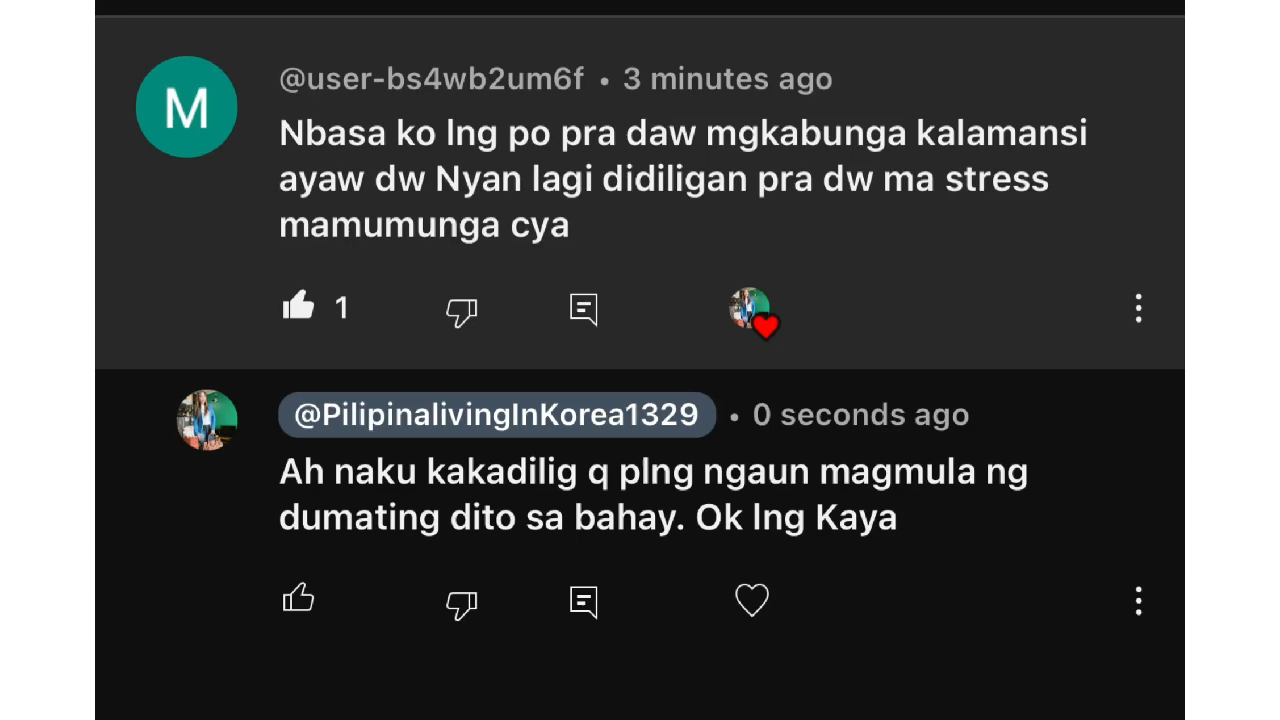 M
@user-bs4wb2um6f • 3 minutes ago
Nbasa ko lng po pra daw mgkabunga kalamansi
ayaw dw Nyan lagi didiligan pra dw ma stress
mamumunga cya
1
@PilipinalivingInKorea1329 • 0 seconds ago
Ah naku kakadilig q plng ngaun magmula ng
dumating dito sa bahay. Ok lng Kaya